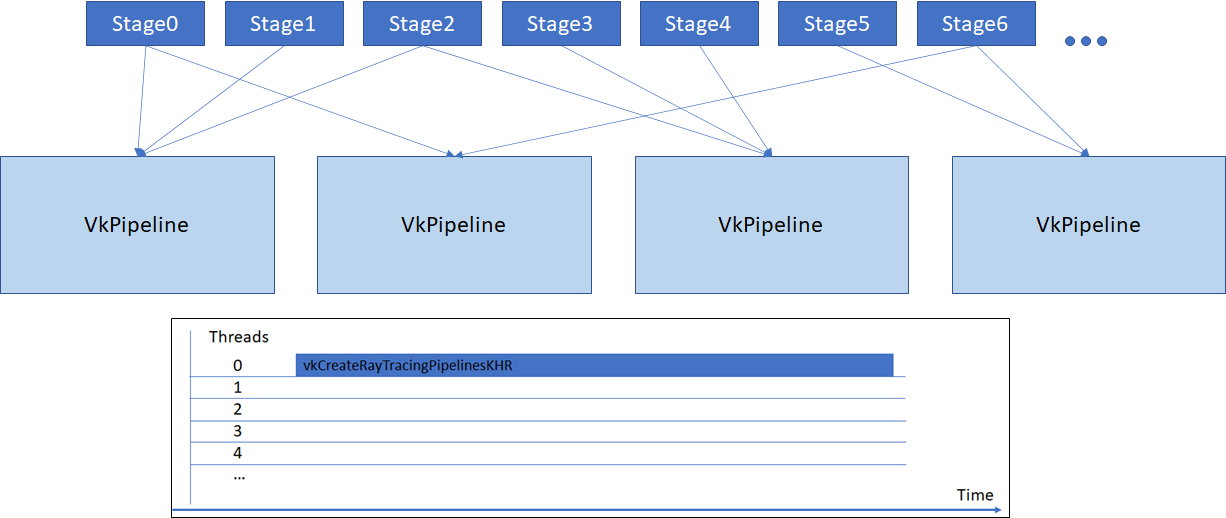 Stage0 Stage1 Stage2 Stage3 Stage4 Stage5 Stage6
VkPipeline VkPipeline VkPipeline VkPipeline
Threads
0 vkCreateRayTracingPipelinesKHR
1
2
3
4
...
Time